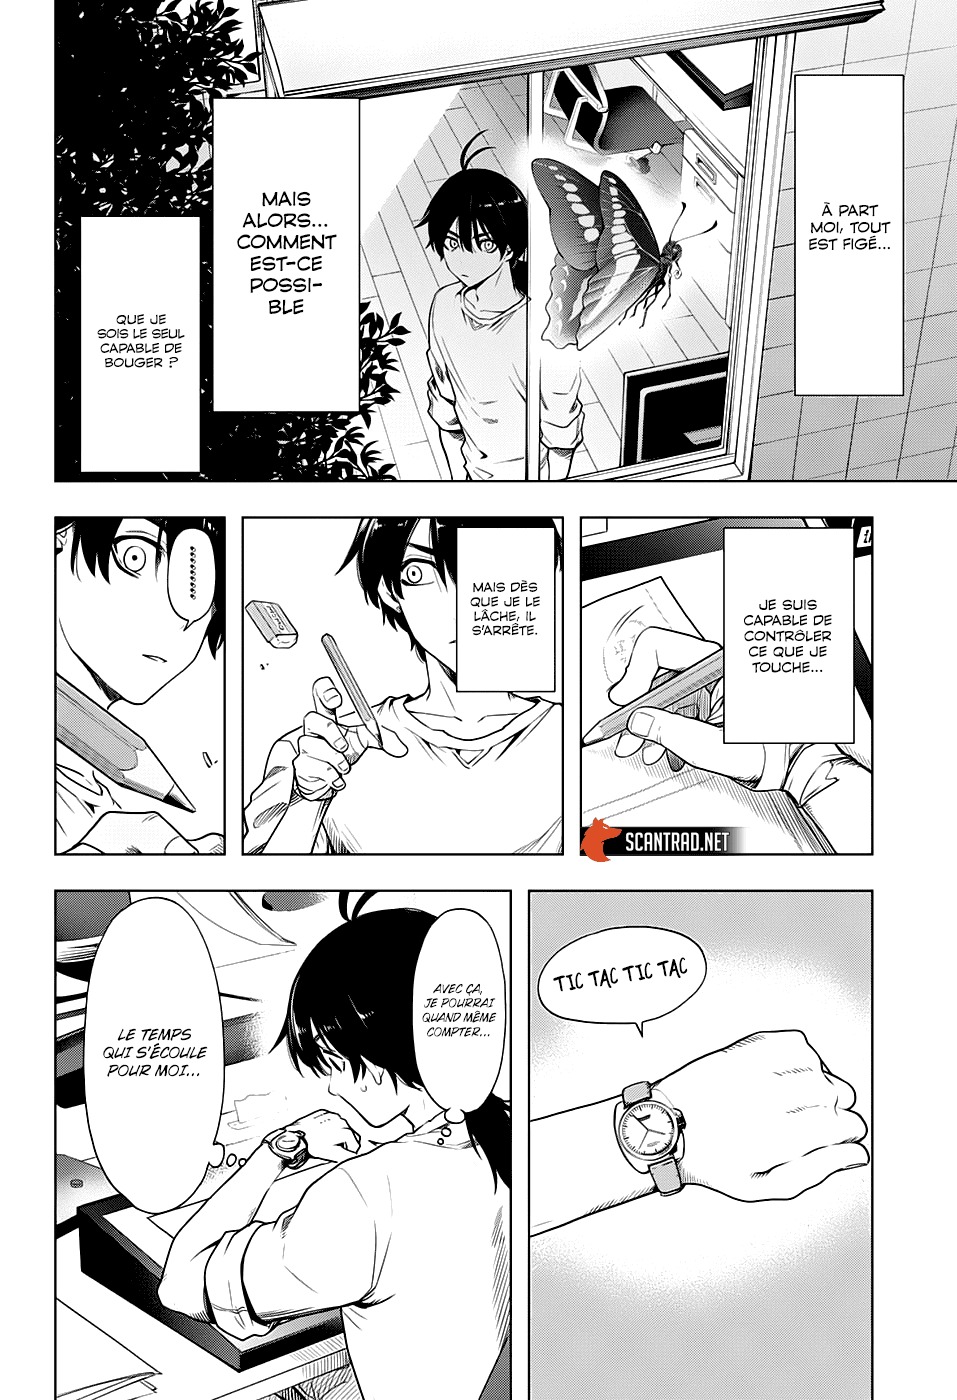 À PART
MOI, TOUT
EST FIGÉ...
MAIS
ALORS...
COMMENT
EST-CE
POSSI-
BLE
QUE JE
SOIS LE SEUL
CAPABLE DE
BOUGER ?
JE SUIS
CAPABLE DE
CONTRÔLER
CE QUE JE
TOUCHE...
SCANTRAD.NET
MAIS DÈS
QUE JE LE
LÂCHE, IL
S'ARRÊTE.
.........
TIC TAC TIC TAC
AVEC ÇA,
JE POURRAI
QUAND MÊME
COMPTER...
LE TEMPS
QUI S'ÉCOULE
POUR MOI...